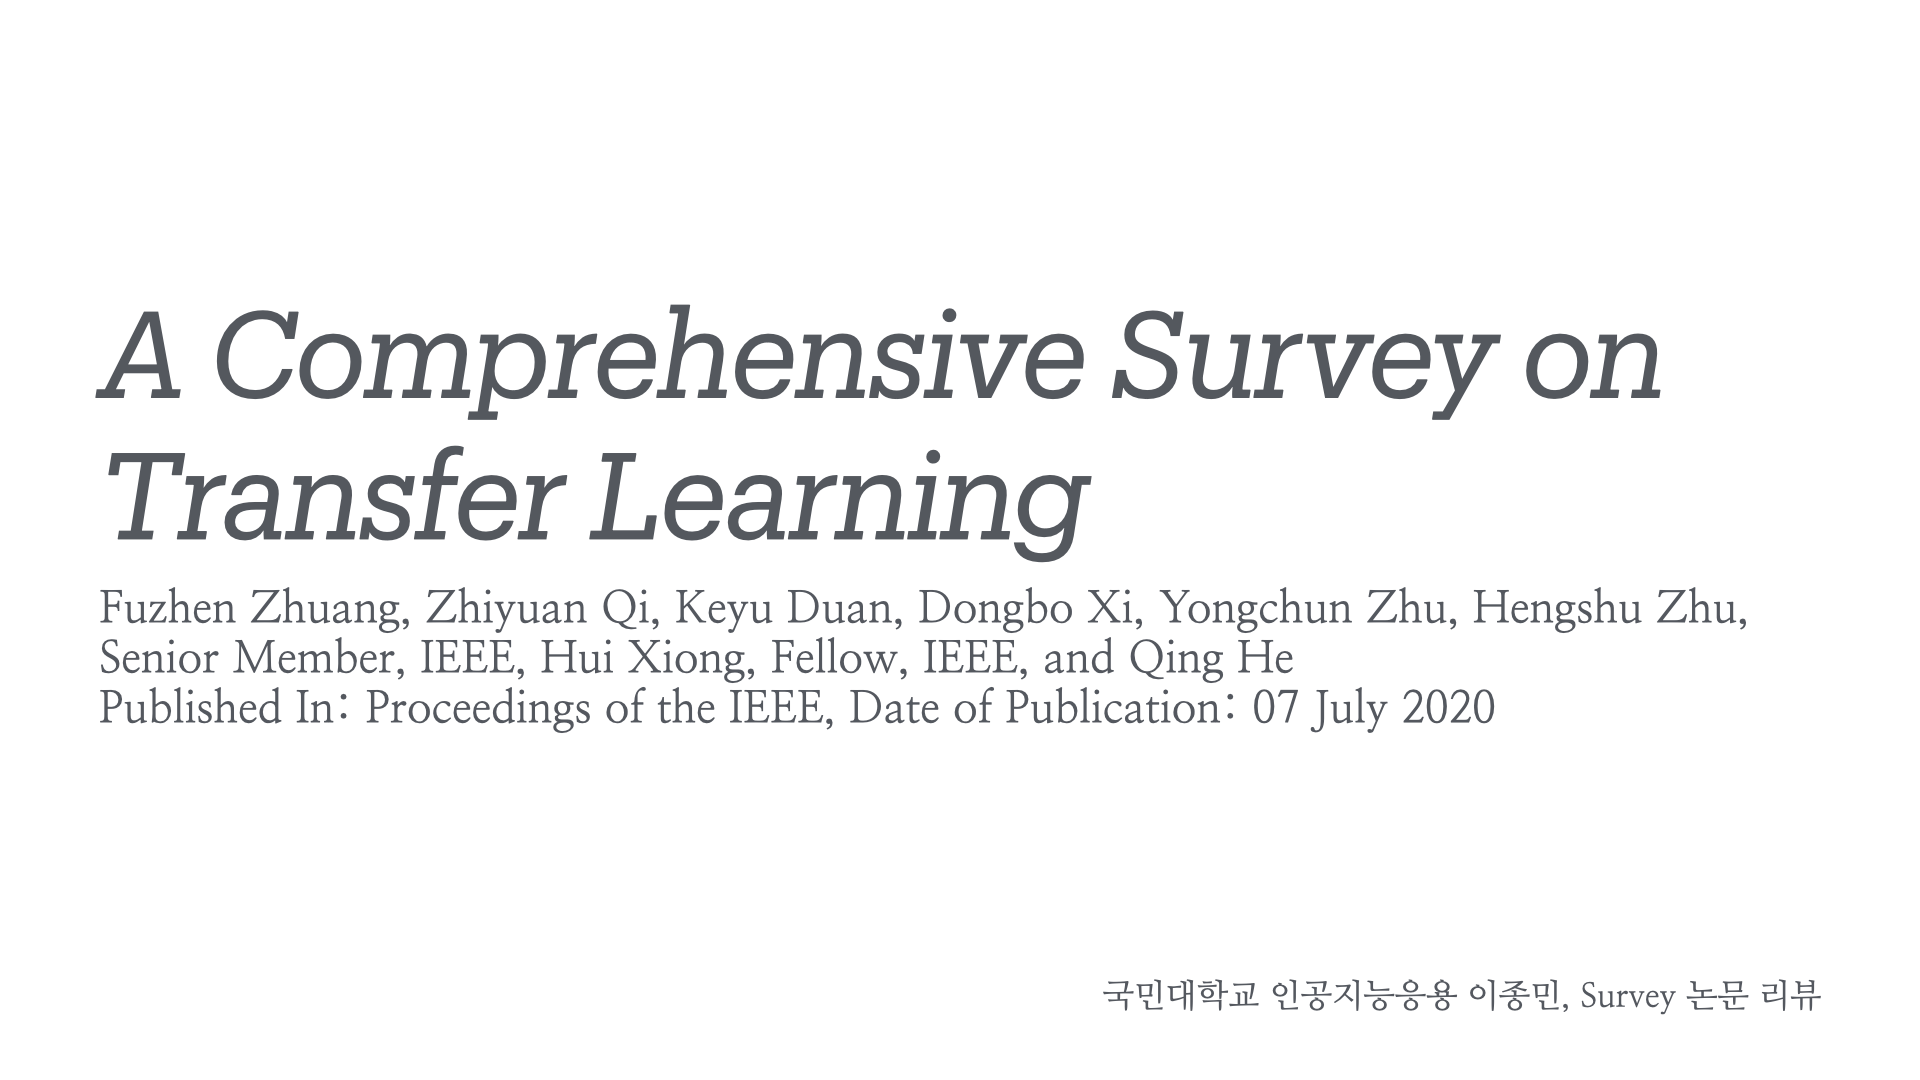 A Comprehensive Survey on
Transfer Learning
Fuzhen Zhuang, Zhiyuan Qi, Keyu Duan, Dongbo Xi, Yongchun Zhu, Hengshu Zhu,
Senior Member, IEEE, Hui Xiong, Fellow, IEEE, and Qing He
Published In: Proceedings of the IEEE, Date of Publication: 07 July 2020
국민대학교 인공지능응용 이종민, Survey 논문 리뷰